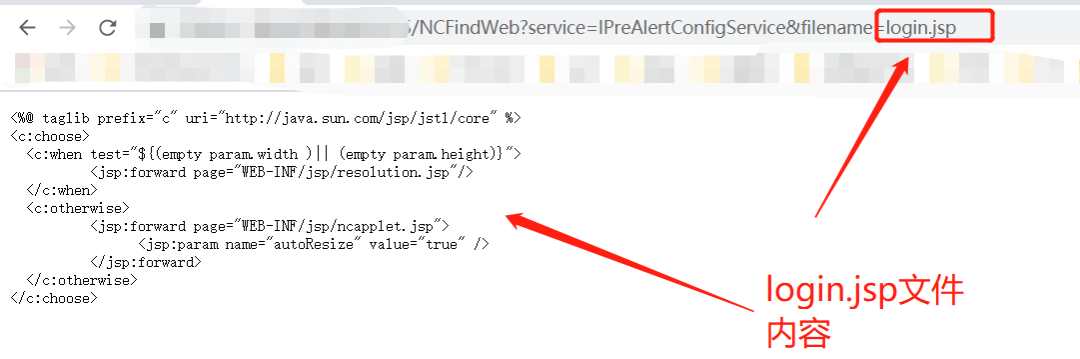 /NCFindWeb?service=IPreAlertConfigService&filename=login.jsp
<%@ taglib prefix="c" uri="http://java.sun.com/jsp/jstl/core" %>
<c:choose>
<c:when test="${(empty param.width )|| (empty param.height)}">
<jsp:forward page="WEB-INF/jsp/resolution.jsp"/>
</c:when>
<c:otherwise>
<jsp:forward page="WEB-INF/jsp/ncapplet.jsp">
<jsp:param name="autoResize" value="true" />
</jsp:forward>
</c:otherwise>
</c:choose>
login.jsp文件
内容